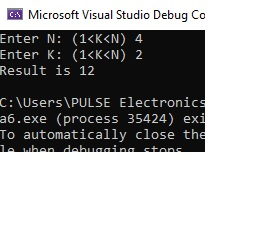 Microsoft Visual Studio Debug Co
Enter N: (1<K<N) 4
Enter K: (1<K<N) 2
Result is 12
C:\Users\PULSE Electronics
a6.exe (process 35424) exi
To automatically close the
le when debugging stops